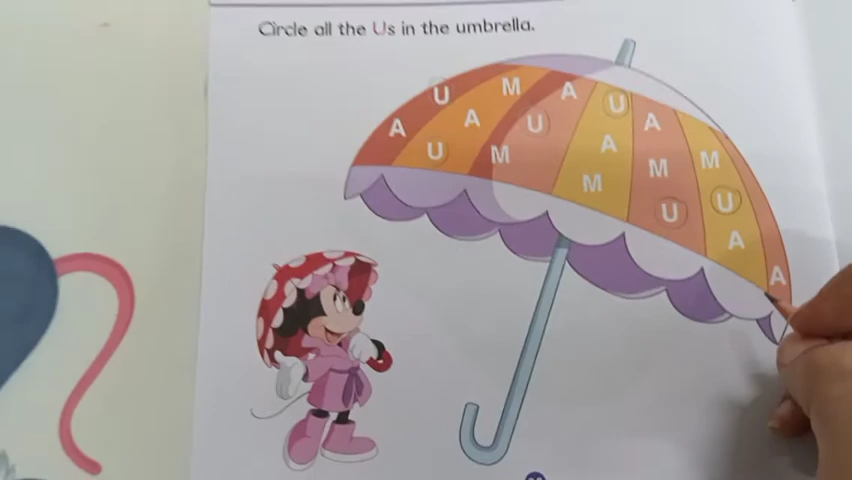 Circle all the Us in the umbrella.
U M A U A
A A U A M
U M M M U
M U A
A